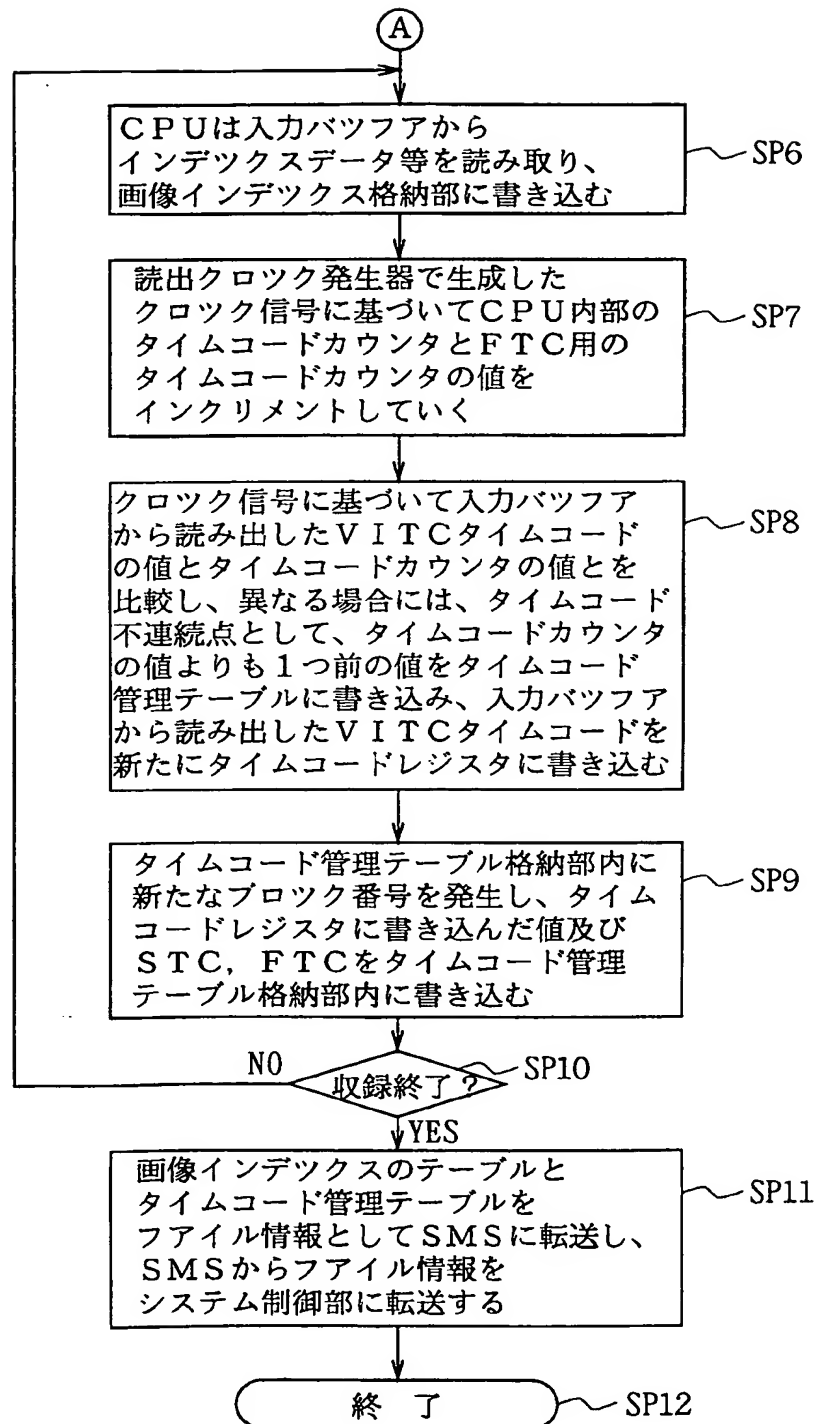 A
CPUは入力バツフアから
インデツクスデータ等を読み取り、
画像インデツクス格納部に書き込む
SP6
読出クロツク発生器で生成した
クロツク信号に基づいてCPU内部の
タイムコードカウンタとFTC用の
タイムコードカウンタの値を
インクリメントしていく
SP7
クロツク信号に基づいて入力バツフア
から読み出したVITCタイムコード
の値とタイムコードカウンタの値とを
比較し、異なる場合には、タイムコード
不連続点として、タイムコードカウンタ
の値よりも1つ前の値をタイムコード
管理テーブルに書き込み、入力バツフア
から読み出したVITCタイムコードを
新たにタイムコードレジスタに書き込む
SP8
タイムコード管理テーブル格納部内に
新たなブロツク番号を発生し、タイム
コードレジスタに書き込んだ値及び
STC, FTCをタイムコード管理
テーブル格納部内に書き込む
SP9
NO
収録終了?
SP10
YES
画像インデツクスのテーブルと
タイムコード管理テーブルを
フアイル情報としてSMSに転送し、
SMSからフアイル情報を
システム制御部に転送する
SP11
終 了
SP12